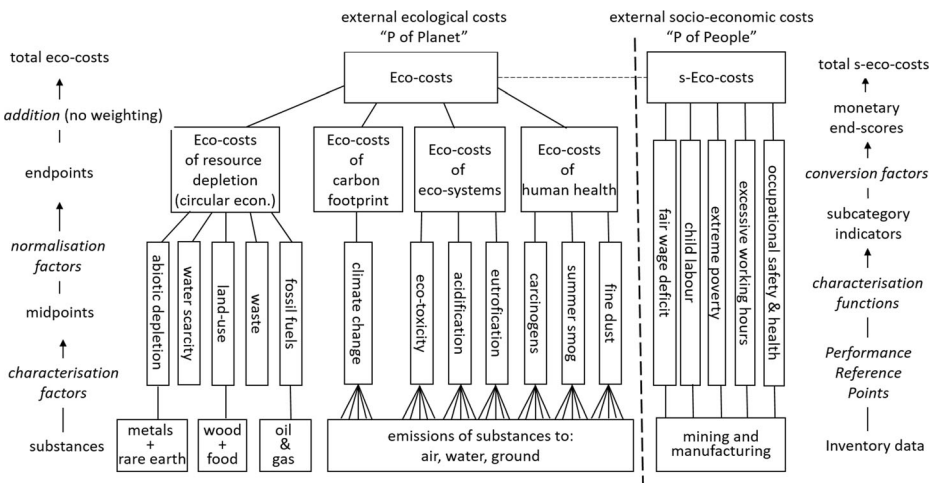 external ecological costs
“P of Planet”
external socio-economic costs
“P of People”
total eco-costs
addition (no weighting)
endpoints
normalisation
factors
midpoints
characterisation
factors
substances
Eco-costs
Eco-costs
of resource
depletion
(circular econ.)
Eco-costs
of
carbon
footprint
Eco-costs
of
eco-systems
Eco-costs
of
human health
abiotic depletion
water scarcity
land-use
waste
fossil fuels
climate change
eco-toxicity
acidification
eutrofication
carcinogens
summer smog
fine dust
metals
+
rare earth
wood
+
food
oil
&
gas
emissions of substances to:
air, water, ground
s-Eco-costs
fair wage deficit
child labour
extreme poverty
excessive working hours
occupational safety & health
mining and
manufacturing
total s-eco-costs
monetary
end-scores
conversion factors
subcategory
indicators
characterisation
functions
Performance
Reference
Points
Inventory data